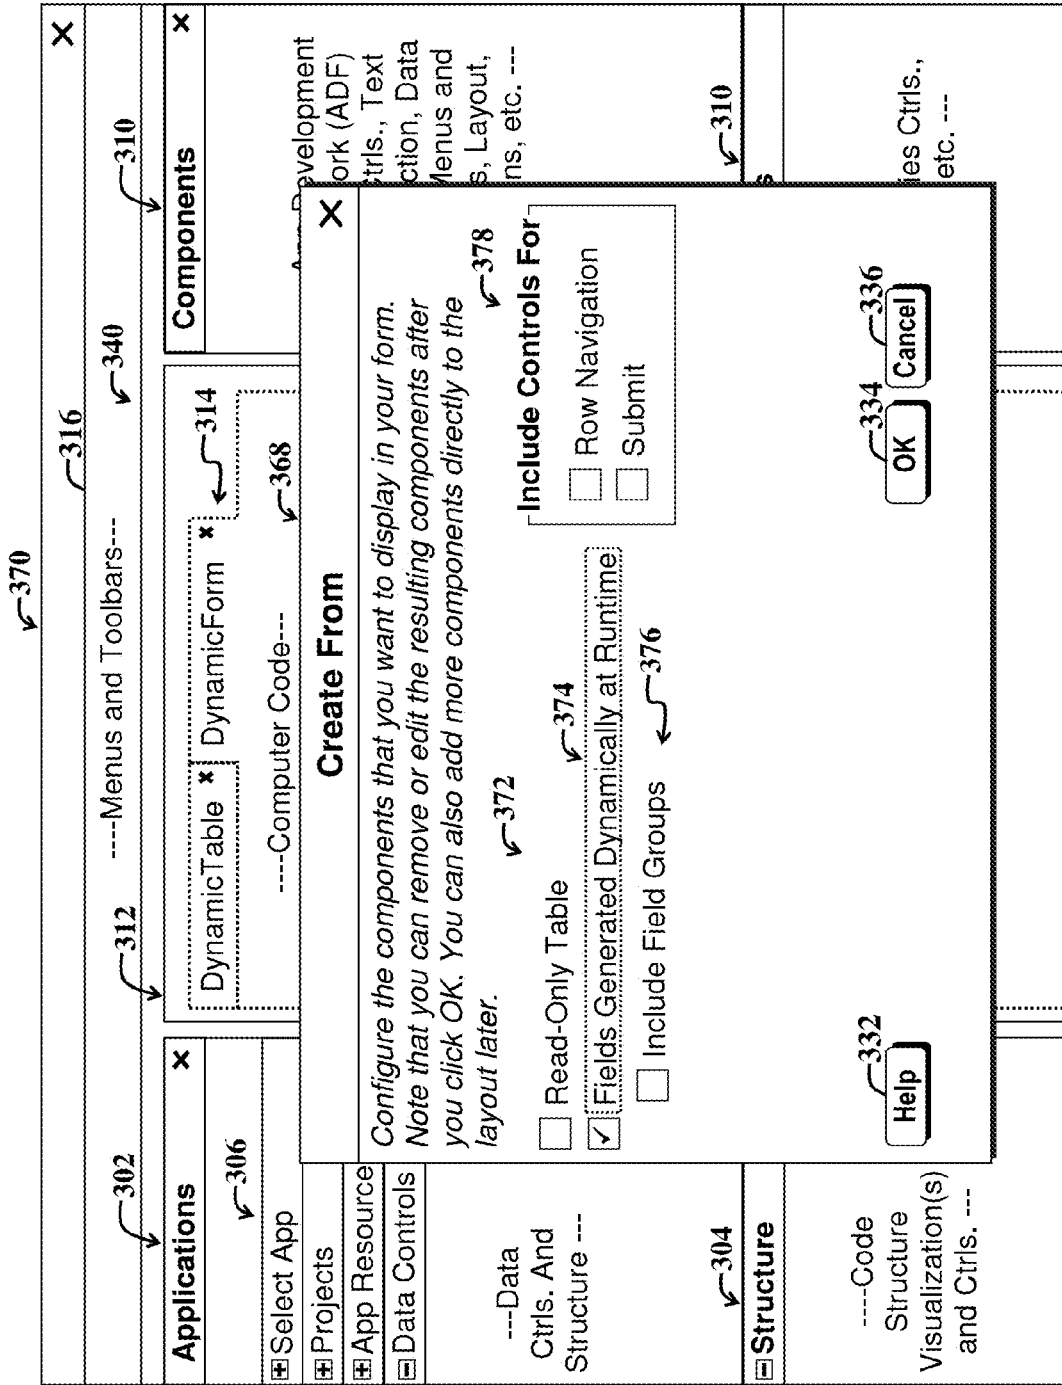 370
316
----Menus and Toolbars---
340
302
312
310
Applications ×
306
⊞ Select App
⊞ Projects
⊞ App Resource
⊟ Data Controls
---Data
Ctrls. And
Structure ---
304
⊟ Structure
----Code
Structure
Visualization(s)
and Ctrls. ---
DynamicTable × DynamicForm ×
314
----Computer Code---
368
Components ×
evelopment
ork (ADF)
Ctrls., Text
ction, Data
Menus and
s, Layout,
ns, etc. ---
310
s
ies Ctrls.,
etc. ---
Create From
Configure the components that you want to display in your form.
Note that you can remove or edit the resulting components after
you click OK. You can also add more components directly to the
layout later.
372
378
Read-Only Table
374
✓ Fields Generated Dynamically at Runtime
Include Field Groups
376
Include Controls For
Row Navigation
Submit
332
334
336
Help
OK
Cancel